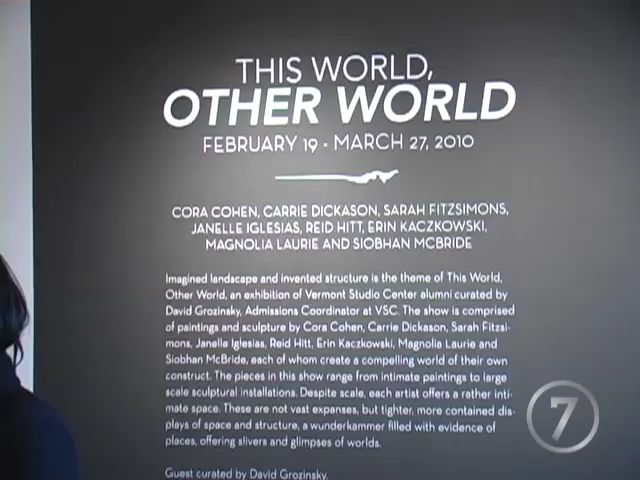 THIS WORLD,
OTHER WORLD
FEBRUARY 19 - MARCH 27, 2010
CORA COHEN, CARRIE DICKASON, SARAH FITZSIMONS,
JANELLE IGLESIAS, REID HITT, ERIN KACZKOWSKI,
MAGNOLIA LAURIE AND SIOBHAN MCBRIDE
Imagined landscape and invented structure is the theme of This World,
Other World, an exhibition of Vermont Studio Center alumni curated by
David Grozinsky, Admissions Coordinator at VSC. The show is comprised
of paintings and sculpture by Cora Cohen, Carrie Dickason, Sarah Fitzsi-
mons, Janelle Iglesias, Reid Hitt, Erin Kaczkowski, Magnolia Laurie and
Siobhan McBride, each of whom create a compelling world of their own
construct. The pieces in this show range from intimate paintings to large
scale sculptural installations. Despite scale, each artist offers a rather inti-
mate space. These are not vast expanses, but tighter, more contained dis-
plays of space and structure, a wunderkammer filled with evidence of
places, offering slivers and glimpses of worlds.
Guest curated by David Grozinsky.
7